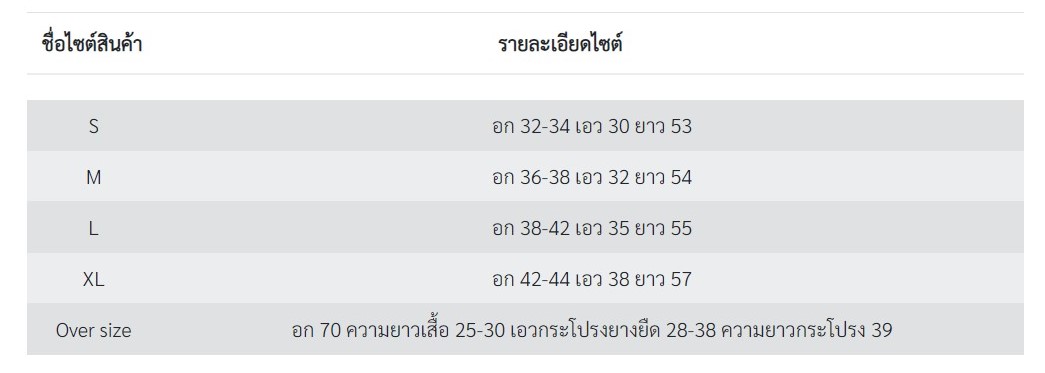 ชื่อไซต์สินค้า รายละเอียดไซต์
S อก 32-34 เอว 30 ยาว 53
M อก 36-38 เอว 32 ยาว 54
L อก 38-42 เอว 35 ยาว 55
XL อก 42-44 เอว 38 ยาว 57
Over size อก 70 ความยาวเสื้อ 25-30 เอวกระโปรงยางยืด 28-38 ความยาวกระโปรง 39